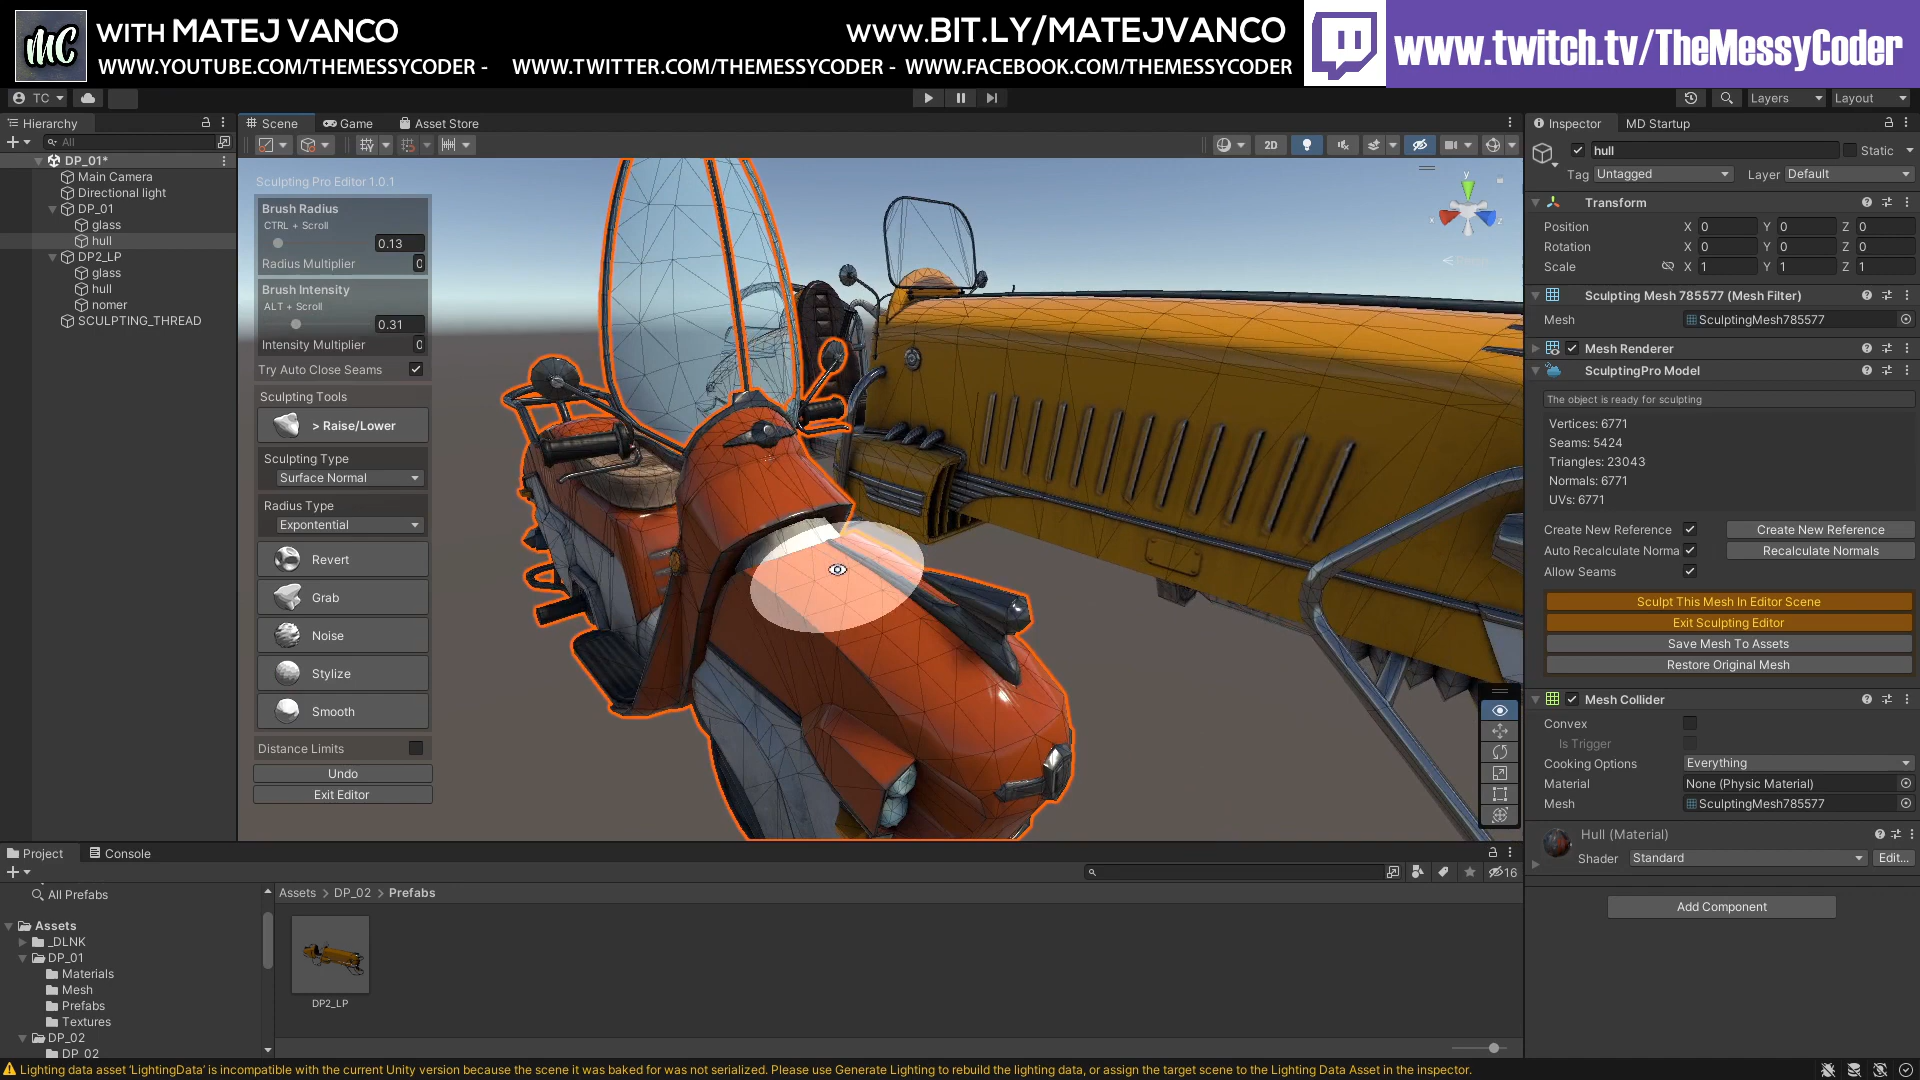 MC
WITH MATEJ VANCO
WWW.BIT.LY/MATEJVANCO
WWW.YOUTUBE.COM/THEMESSYCODER - WWW.TWITTER.COM/THEMESSYCODER - WWW.FACEBOOK.COM/THEMESSYCODER
www.twitch.tv/TheMessyCoder
TC
Layers
Layout
Hierarchy
All
DP_01*
Main Camera
Directional light
DP_01
glass
hull
DP2_LP
glass
hull
nomer
SCULPTING_THREAD
Scene
Game
Asset Store
2D
Sculpting Pro Editor 1.0.1
Brush Radius
CTRL + Scroll
0.13
Radius Multiplier
0
Brush Intensity
ALT + Scroll
0.31
Intensity Multiplier
0
Try Auto Close Seams
Sculpting Tools
> Raise/Lower
Sculpting Type
Surface Normal
Radius Type
Expontential
Revert
Grab
Noise
Stylize
Smooth
Distance Limits
Undo
Exit Editor
y
x
z
Inspector
MD Startup
hull
Static
Tag Untagged
Layer Default
Transform
Position X 0 Y 0 Z 0
Rotation X 0 Y 0 Z 0
Scale X 1 Y 1 Z 1
Sculpting Mesh 785577 (Mesh Filter)
Mesh SculptingMesh785577
Mesh Renderer
SculptingPro Model
The object is ready for sculpting
Vertices: 6771
Seams: 5424
Triangles: 23043
Normals: 6771
UVs: 6771
Create New Reference
Create New Reference
Auto Recalculate Norma
Recalculate Normals
Allow Seams
Sculpt This Mesh In Editor Scene
Exit Sculpting Editor
Save Mesh To Assets
Restore Original Mesh
Mesh Collider
Convex
Is Trigger
Cooking Options Everything
Material None (Physic Material)
Mesh SculptingMesh785577
Hull (Material)
Shader Standard Edit...
Add Component
Project
Console
16
All Prefabs
Assets
_DLNK
DP_01
Materials
Mesh
Prefabs
Textures
DP_02
DP_02
Assets > DP_02 > Prefabs
DP2_LP
Lighting data asset 'LightingData' is incompatible with the current Unity version because the scene it was baked for was not serialized. Please use Generate Lighting to rebuild the lighting data, or assign the target scene to the Lighting Data Asset in the inspector.